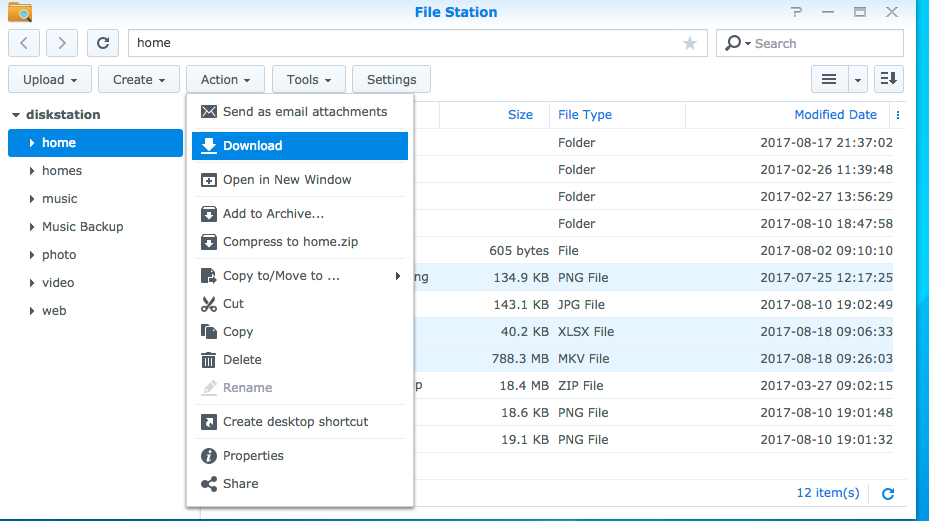 File Station
home
Search
Upload Create Action Tools Settings
diskstation
home
homes
music
Music Backup
photo
video
web
Send as email attachments
Download
Open in New Window
Add to Archive...
Compress to home.zip
Copy to/Move to ...
Cut
Copy
Delete
Rename
Create desktop shortcut
Properties
Share
Size File Type Modified Date
Folder 2017-08-17 21:37:02
Folder 2017-02-26 11:39:48
Folder 2017-02-27 13:56:29
Folder 2017-08-10 18:47:58
605 bytes File 2017-08-02 09:10:10
ng 134.9 KB PNG File 2017-07-25 12:17:25
143.1 KB JPG File 2017-08-10 19:02:49
40.2 KB XLSX File 2017-08-18 09:06:33
788.3 MB MKV File 2017-08-18 09:26:03
p 18.4 MB ZIP File 2017-03-27 09:02:15
18.6 KB PNG File 2017-08-10 19:01:48
19.1 KB PNG File 2017-08-10 19:01:32
12 item(s)